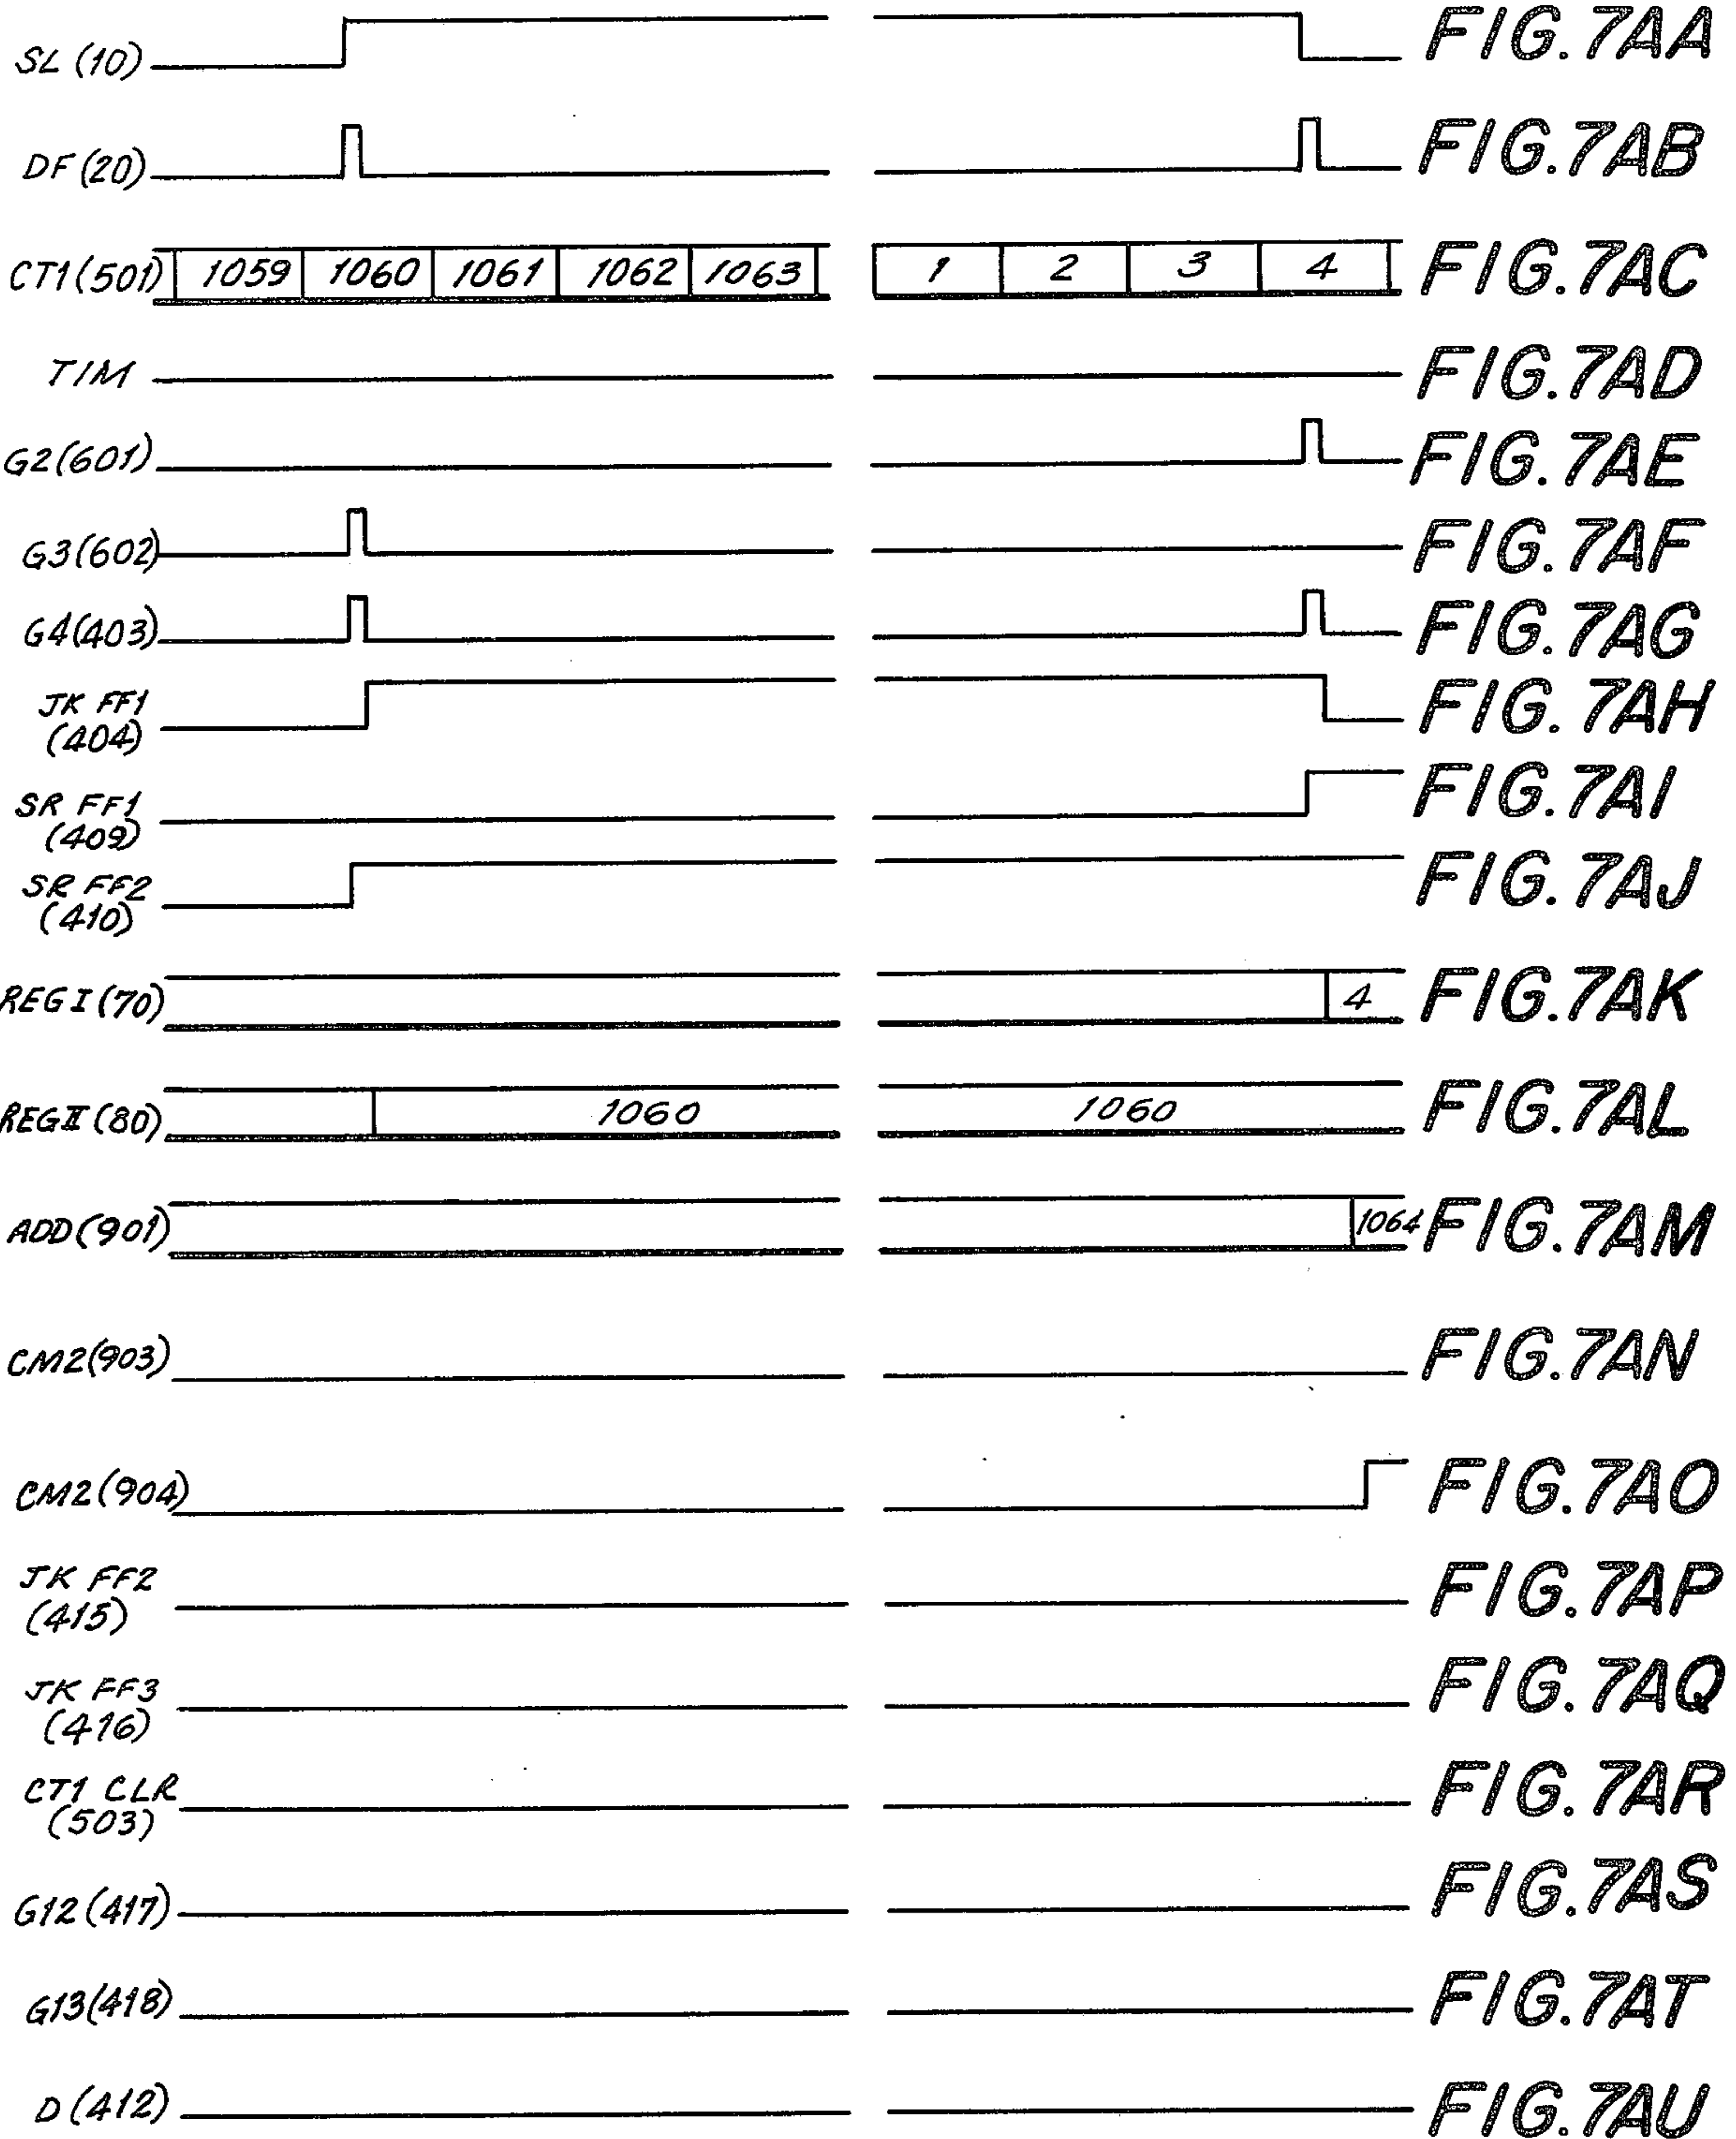 SL (10) FIG. 7AA
DF (20) FIG. 7AB
CT1 (501) 1059 1060 1061 1062 1063 1 2 3 4 FIG. 7AC
TIM FIG. 7AD
G2 (601) FIG. 7AE
G3 (602) FIG. 7AF
G4 (403) FIG. 7AG
JK FF1
(404) FIG. 7AH
SR FF1
(409) FIG. 7AI
SR FF2
(410) FIG. 7AJ
REG I (70) 4 FIG. 7AK
REG II (80) 1060 1060 FIG. 7AL
ADD (901) 1064 FIG. 7AM
CM2 (903) FIG. 7AN
CM2 (904) FIG. 7AO
JK FF2
(415) FIG. 7AP
JK FF3
(416) FIG. 7AQ
CT1 CLR
(503) FIG. 7AR
G12 (417) FIG. 7AS
G13 (418) FIG. 7AT
D (412) FIG. 7AU